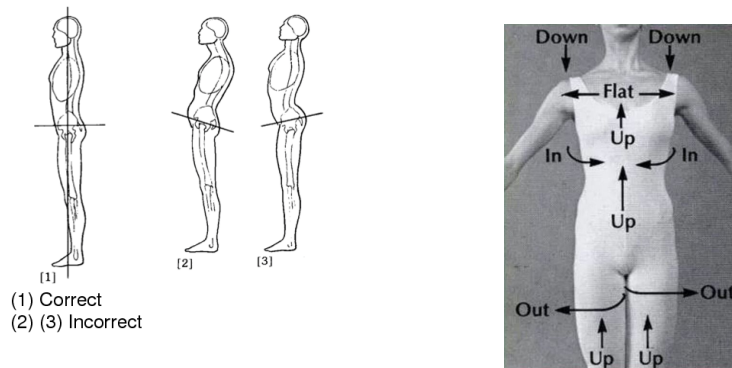 [1]
[2]
[3]
(1) Correct
(2) (3) Incorrect
Down Down
Flat
Up
In In
Up
Out
Out
Up Up